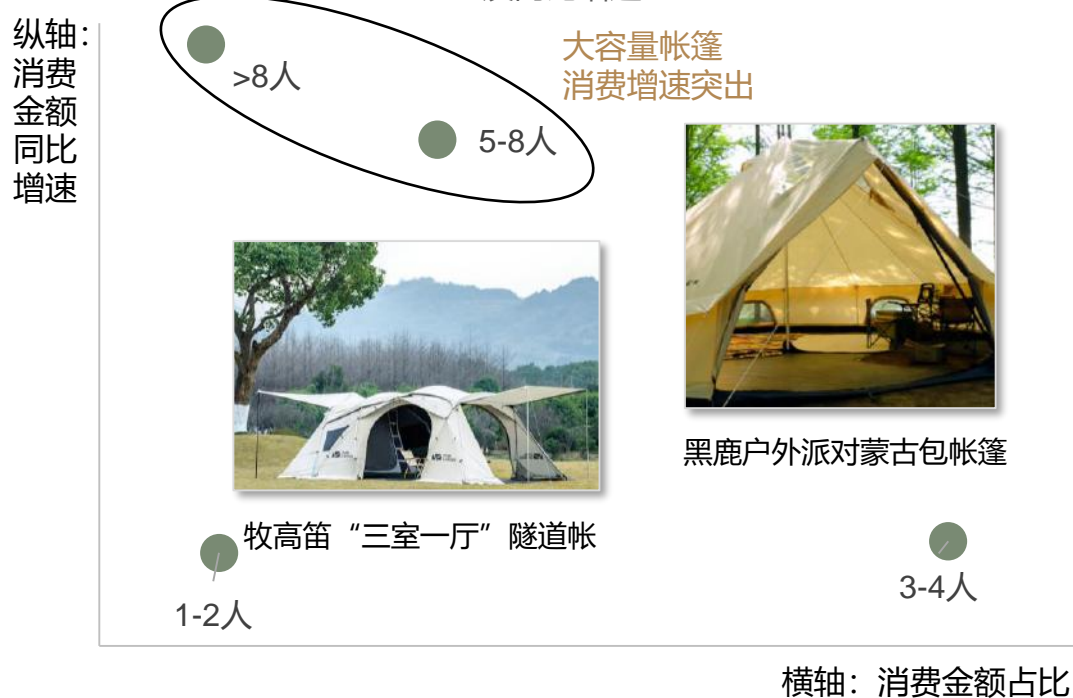 纵轴：
消费
金额
同比
增速
大容量帐篷
消费增速突出
>8人
5-8人
黑鹿户外派对蒙古包帐篷
牧高笛“三室一厅”隧道帐
3-4人
1-2人
横轴：消费金额占比